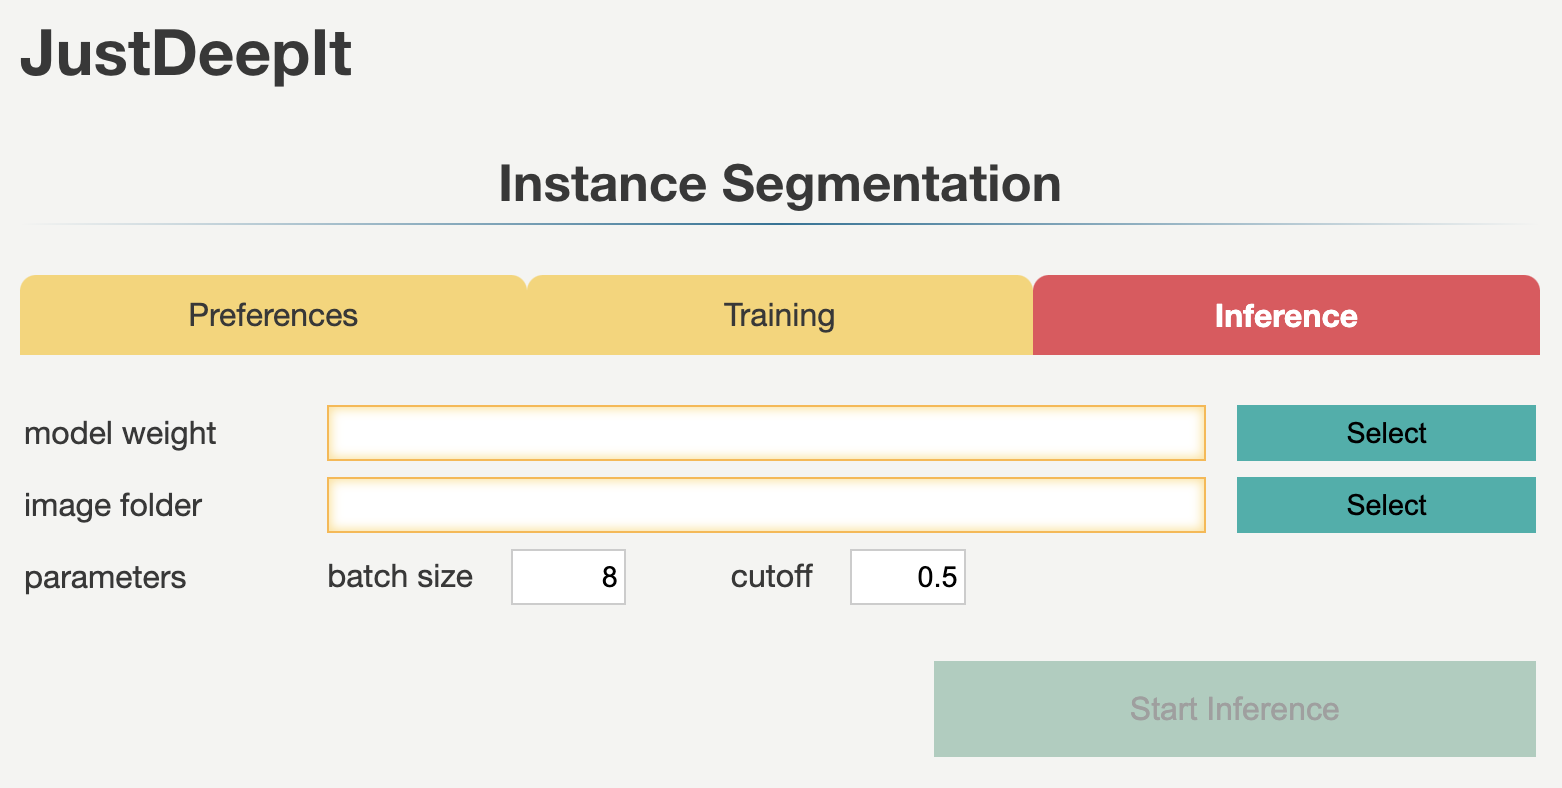 JustDeepIt
Instance Segmentation
Preferences Training Inference
model weight Select
image folder Select
parameters batch size 8 cutoff 0.5
Start Inference